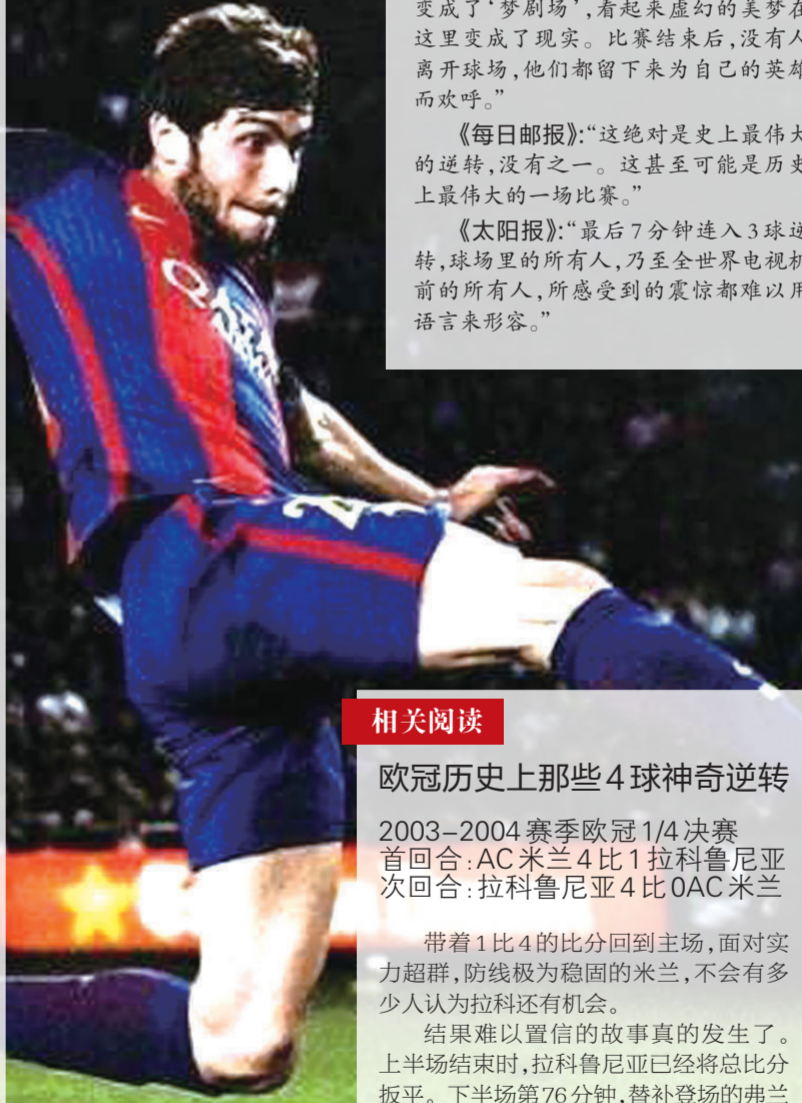 变成了‘梦剧场’,看起来虚幻的美梦在
这里变成了现实。比赛结束后,没有人
离开球场,他们都留下来为自己的英雄
而欢呼。”
《每日邮报》:“这绝对是史上最伟大
的逆转,没有之一。这甚至可能是历史
上最伟大的一场比赛。”
《太阳报》:“最后7分钟连入3球逆
转,球场里的所有人,乃至全世界电视机
前的所有人,所感受到的震惊都难以用
语言来形容。”
QATAR
相关阅读
欧冠历史上那些4球神奇逆转
2003-2004赛季欧冠1/4决赛
首回合:AC米兰4比1拉科鲁尼亚
次回合:拉科鲁尼亚4比0AC米兰
带着1比4的比分回到主场,面对实
力超群,防线极为稳固的米兰,不会有多
少人认为拉科还有机会。
结果难以置信的故事真的发生了。
上半场结束时,拉科鲁尼亚已经将总比分
扳平。下半场第76分钟,替补登场的弗兰